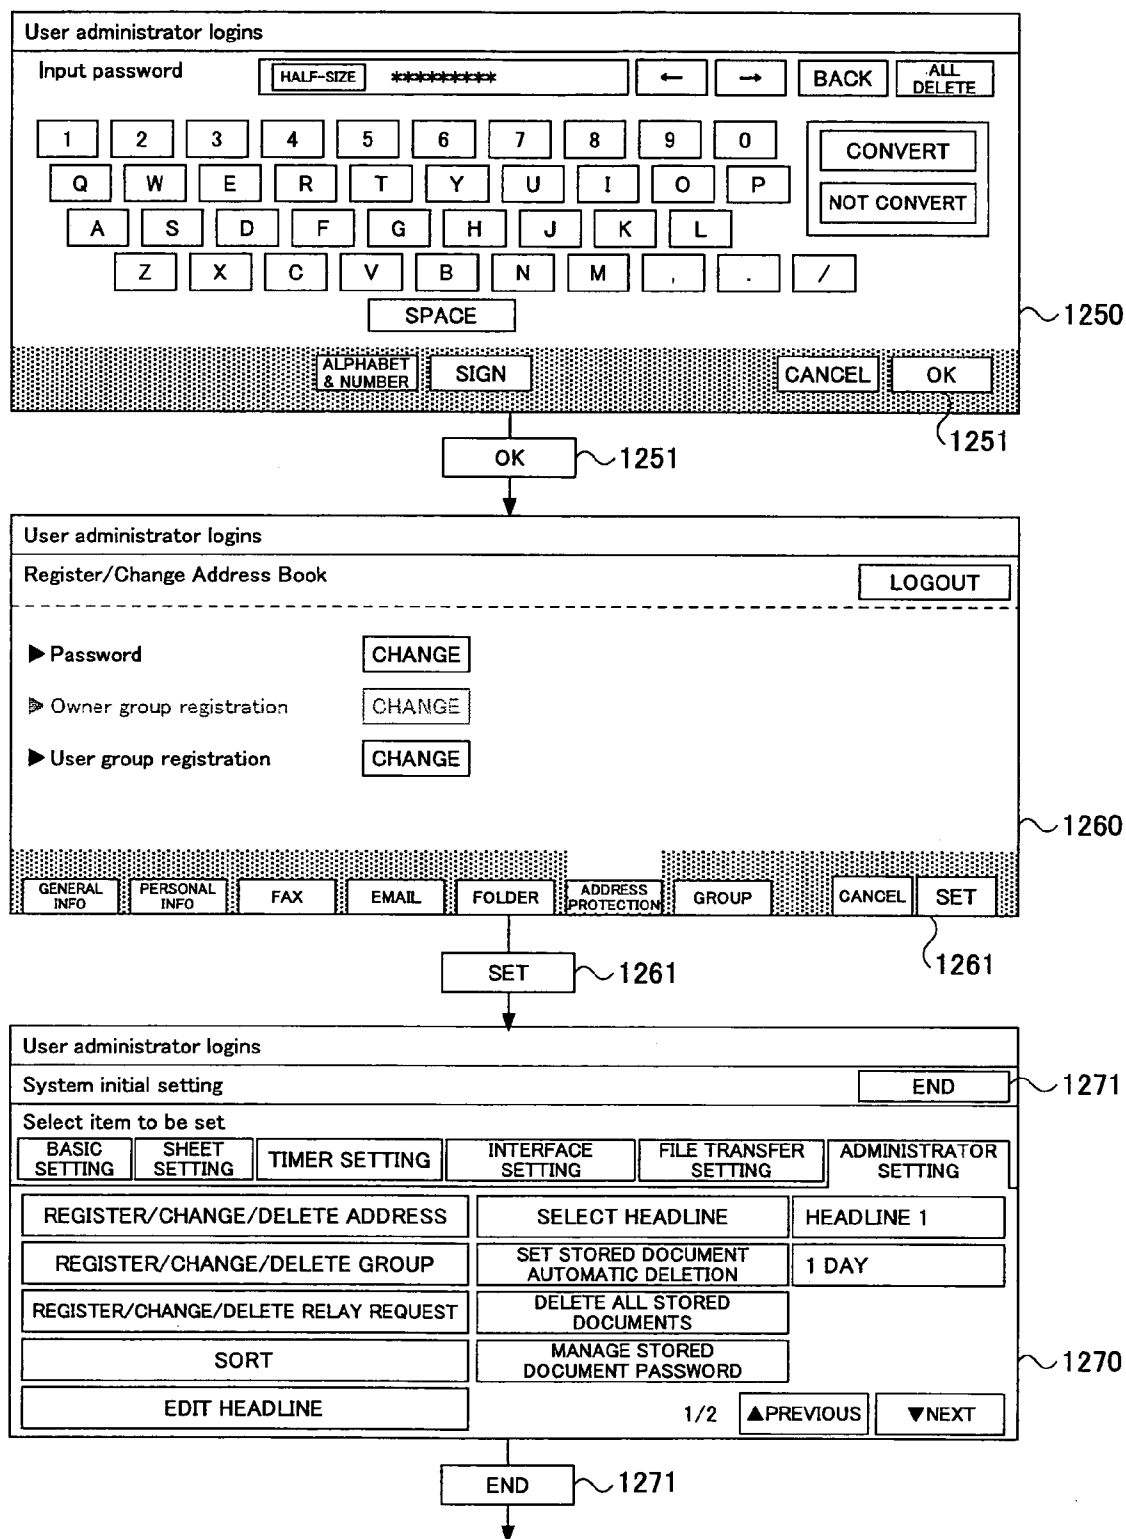 User administrator logins
Input password HALF-SIZE ********* ← → BACK ALL DELETE
1 2 3 4 5 6 7 8 9 0 CONVERT
Q W E R T Y U I O P NOT CONVERT
A S D F G H J K L
Z X C V B N M , . /
SPACE
1250
ALPHABET & NUMBER SIGN CANCEL OK
1251
OK 1251
User administrator logins
Register/Change Address Book LOGOUT
▶ Password CHANGE
▶ Owner group registration CHANGE
▶ User group registration CHANGE
1260
GENERAL INFO PERSONAL INFO FAX EMAIL FOLDER ADDRESS PROTECTION GROUP CANCEL SET
1261
SET 1261
User administrator logins
System initial setting END 1271
Select item to be set
BASIC SETTING SHEET SETTING TIMER SETTING INTERFACE SETTING FILE TRANSFER SETTING ADMINISTRATOR SETTING
REGISTER/CHANGE/DELETE ADDRESS SELECT HEADLINE HEADLINE 1
REGISTER/CHANGE/DELETE GROUP SET STORED DOCUMENT AUTOMATIC DELETION 1 DAY
REGISTER/CHANGE/DELETE RELAY REQUEST DELETE ALL STORED DOCUMENTS
SORT MANAGE STORED DOCUMENT PASSWORD 1270
EDIT HEADLINE 1/2 ▲PREVIOUS ▼NEXT
END 1271